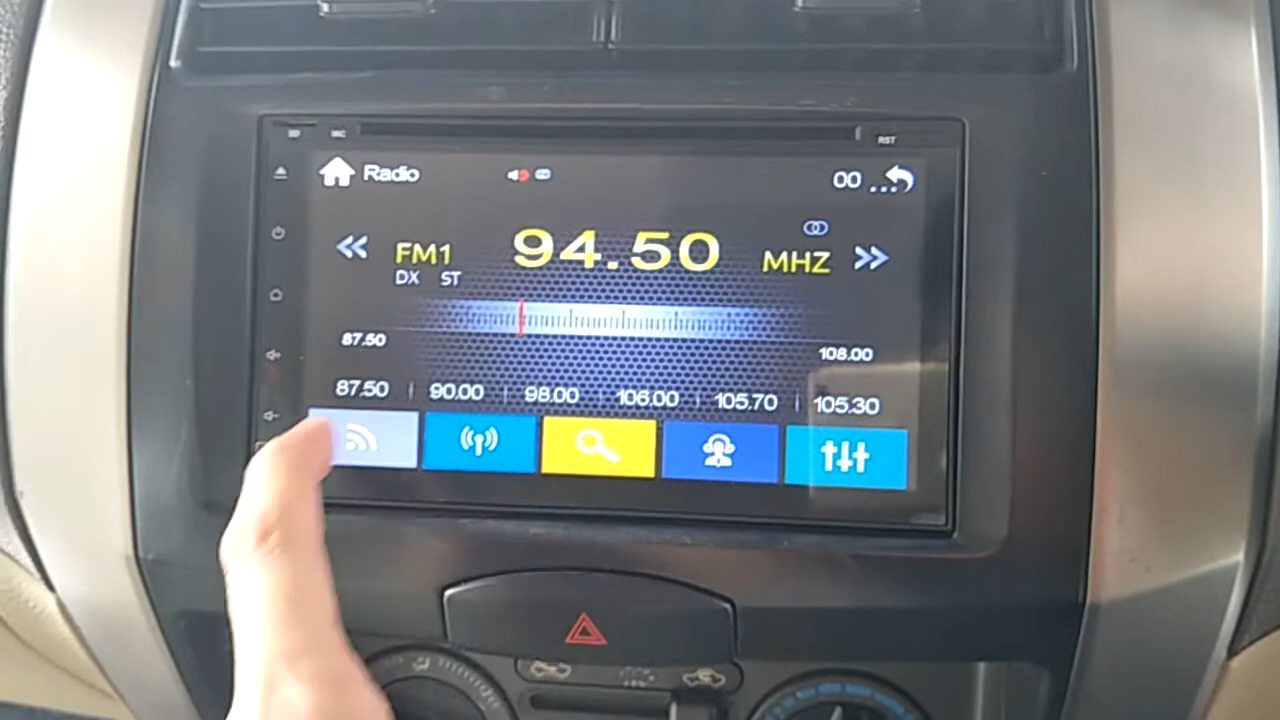 MIC RST
Radio 00 ...
FM1 94.50 MHZ
DX ST
87.50 108.00
87.50 | 90.00 | 98.00 | 106.00 | 105.70 | 105.30